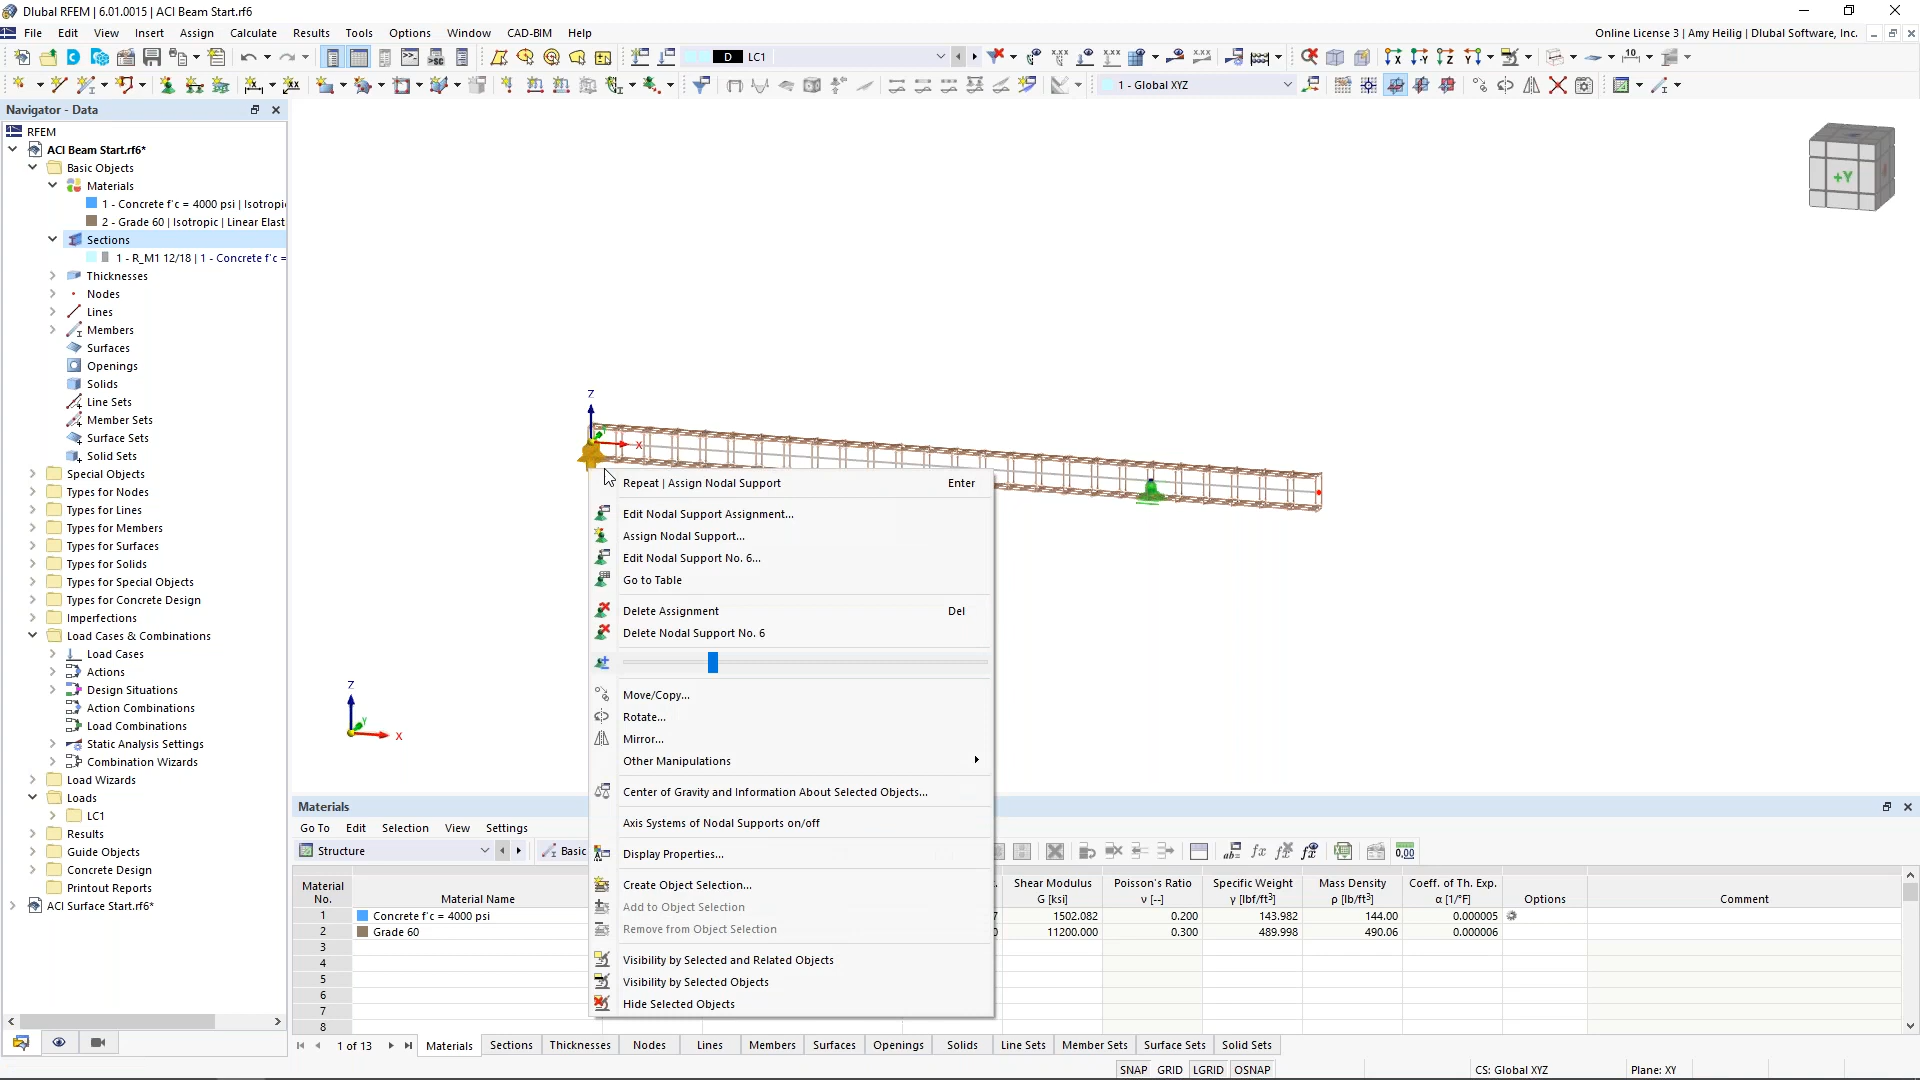 Dlubal RFEM | 6.01.0015 | ACI Beam Start.rf6
File Edit View Insert Assign Calculate Results Tools Options Window CAD-BIM Help
Online License 3 | Amy Heilig | Dlubal Software, Inc.
D LC1
1 - Global XYZ
Navigator - Data
RFEM
ACI Beam Start.rf6*
Basic Objects
Materials
1 - Concrete f'c = 4000 psi | Isotropi
2 - Grade 60 | Isotropic | Linear Elast
Sections
1 - R_M1 12/18 | 1 - Concrete f'c =
Thicknesses
Nodes
Lines
Members
Surfaces
Openings
Solids
Line Sets
Member Sets
Surface Sets
Solid Sets
Special Objects
Types for Nodes
Types for Lines
Types for Members
Types for Surfaces
Types for Solids
Types for Special Objects
Types for Concrete Design
Imperfections
Load Cases & Combinations
Load Cases
Actions
Design Situations
Action Combinations
Load Combinations
Static Analysis Settings
Combination Wizards
Load Wizards
Loads
LC1
Results
Guide Objects
Concrete Design
Printout Reports
ACI Surface Start.rf6*
+Y
Z
X
Z
Y
X
Repeat | Assign Nodal Support Enter
Edit Nodal Support Assignment...
Assign Nodal Support...
Edit Nodal Support No. 6...
Go to Table
Delete Assignment Del
Delete Nodal Support No. 6
Move/Copy...
Rotate...
Mirror...
Other Manipulations
Center of Gravity and Information About Selected Objects...
Axis Systems of Nodal Supports on/off
Display Properties...
Create Object Selection...
Add to Object Selection
Remove from Object Selection
Visibility by Selected and Related Objects
Visibility by Selected Objects
Hide Selected Objects
Materials
Go To Edit Selection View Settings
Structure Basic
Material No. Material Name Shear Modulus G [ksi] Poisson's Ratio ν [--] Specific Weight γ [lbf/ft³] Mass Density ρ [lb/ft³] Coeff. of Th. Exp. α [1/°F] Options Comment
1 Concrete f'c = 4000 psi 1502.082 0.200 143.982 144.00 0.000005
2 Grade 60 11200.000 0.300 489.998 490.06 0.000006
3
4
5
6
7
8
1 of 13 Materials Sections Thicknesses Nodes Lines Members Surfaces Openings Solids Line Sets Member Sets Surface Sets Solid Sets
SNAP GRID LGRID OSNAP CS: Global XYZ Plane: XY